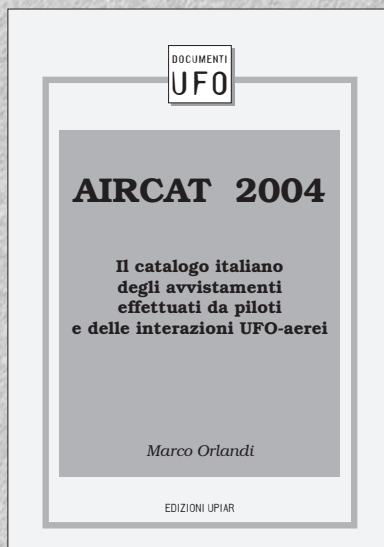 DOCUMENTI
UFO
AIRCAT 2004
Il catalogo italiano
degli avvistamenti
effettuati da piloti
e delle interazioni UFO-aerei
Marco Orlandi
EDIZIONI UPIAR